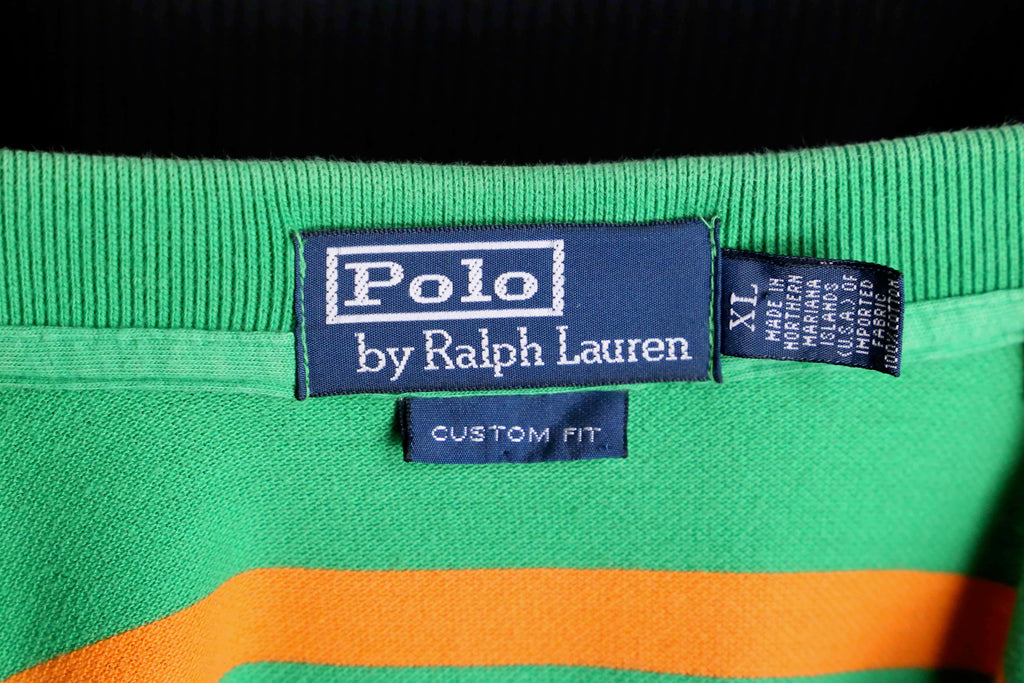 Polo
by Ralph Lauren
CUSTOM FIT
XL
MADE IN
NORTHERN
MARIANA
ISLANDS
(U.S.A.) OF
IMPORTED
FABRIC
100% COTTON